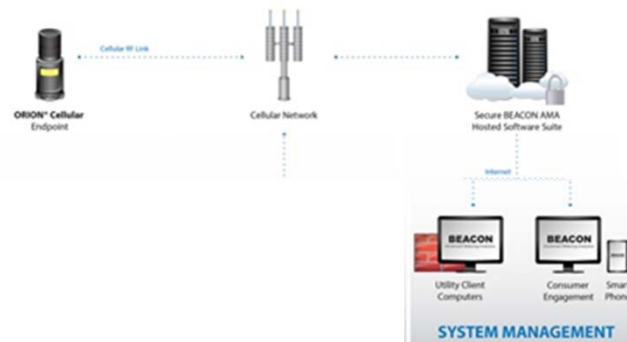 Cellular RF Link
ORION® Cellular
Endpoint
Cellular Network
Secure BEACON AMA
Hosted Software Suite
Internet
BEACON
BEACON
Utility Client
Computers
Consumer
Engagement
Smar
Phon
SYSTEM MANAGEMENT